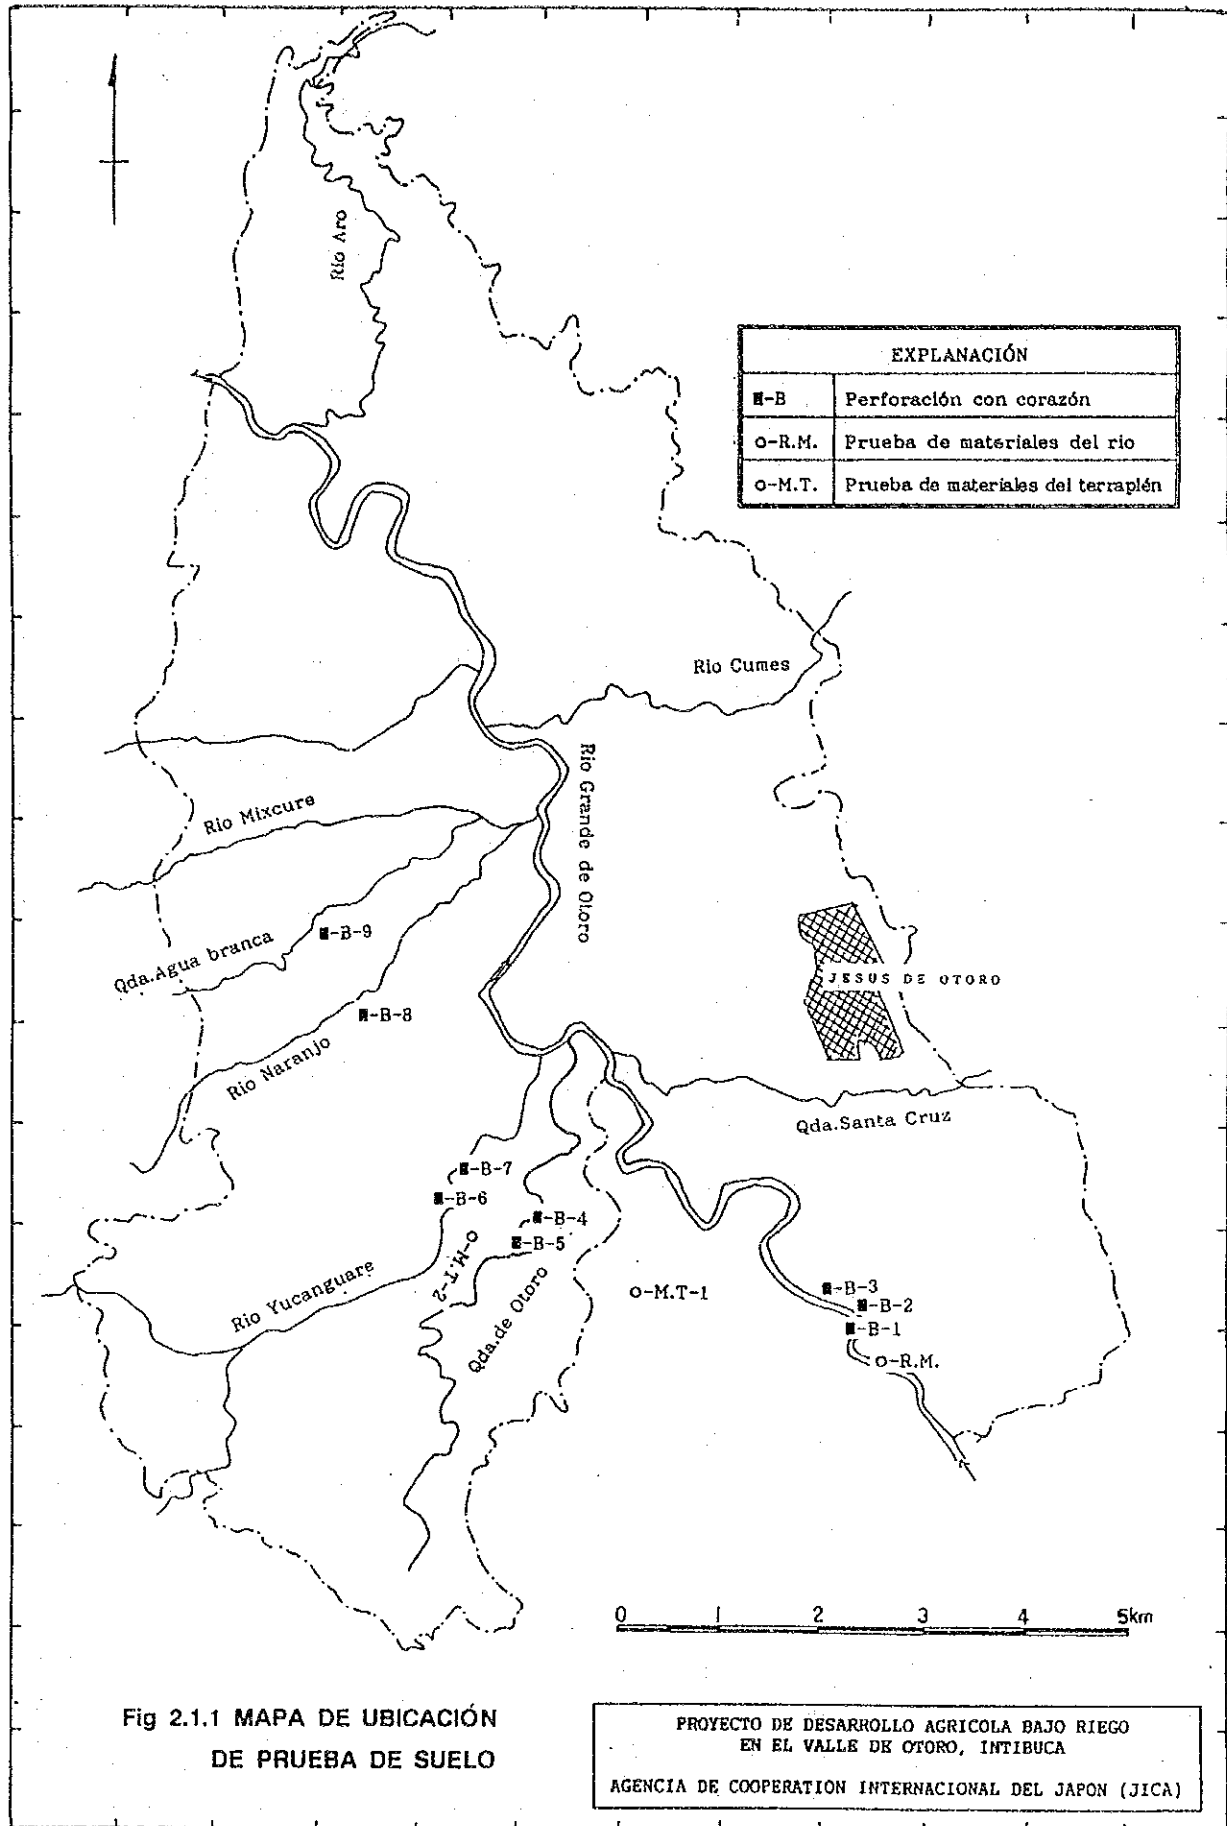 Río Aro
EXPLANACIÓN
■-B Perforación con corazón
o-R.M. Prueba de materiales del rio
o-M.T. Prueba de materiales del terraplén
Rio Cumes
Rio Grande de Otoro
Rio Mixcure
Qda.Agua branca
■-B-9
JESUS DE OTORO
■-B-8
Rio Naranjo
Qda.Santa Cruz
■-B-7
■-B-6
■-B-4
■-B-5
o-M.T-2
Rio Yucanguare
Qda.de Otoro
o-M.T-1
■-B-3
■-B-2
■-B-1
o-R.M.
0 1 2 3 4 5km
Fig 2.1.1 MAPA DE UBICACIÓN
DE PRUEBA DE SUELO
PROYECTO DE DESARROLLO AGRICOLA BAJO RIEGO
EN EL VALLE DE OTORO, INTIBUCA
AGENCIA DE COOPERATION INTERNACIONAL DEL JAPON (JICA)